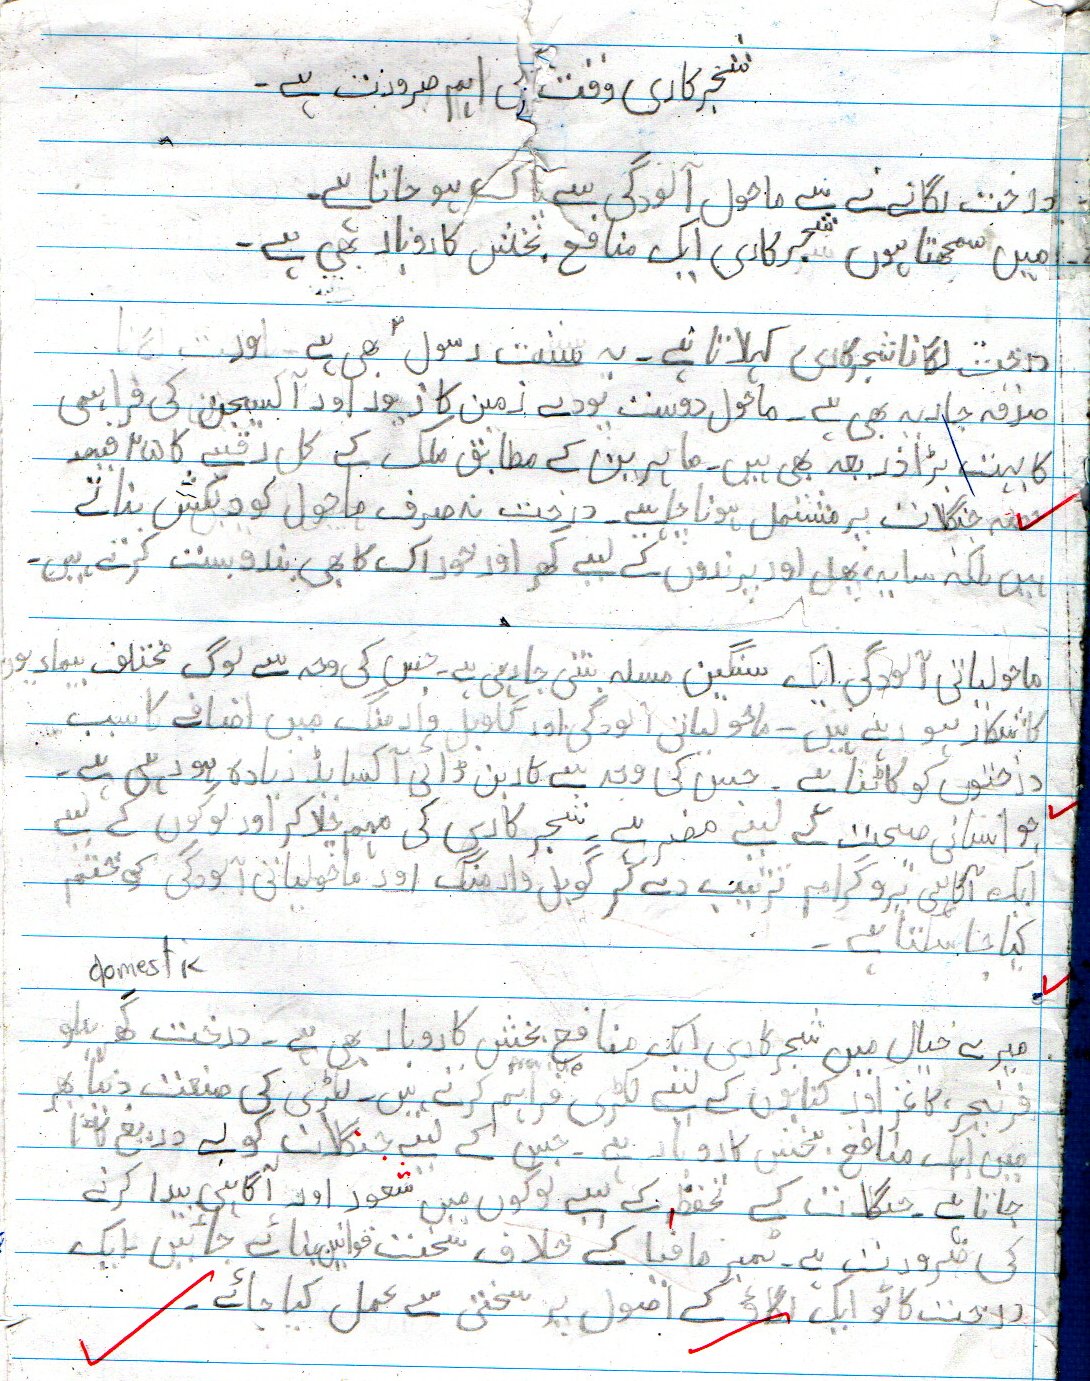 شجرکاری وقت کی اہم ضرورت ہے۔
درخت لگانے نے سے ماحول آلودگی سے پاک ہو جاتا ہے۔
میں سمجھتا ہوں شجرکاری ایک منافع بخش کاروبار بھی ہے۔
درخت لگانا شجرکاری کہلاتا ہے۔ یہ سنت رسول ؐ بھی ہے۔ اور
صدقہ جاریہ بھی ہے۔ ماحول دوست پودے زمین کا زیور اور آکسیجن کی فراہمی
کا بہت بڑا ذریعہ بھی ہیں۔ ماہرین کے مطابق ملک کے کل رقبے کا ۲۵ فیصد
حصہ جنگلات پر مشتمل ہونا چاہیے۔ درخت نہ صرف ماحول کو دلکش بناتے
ہیں بلکہ سایہ، پھل اور پرندوں کے لیے گھر اور خوراک کا بھی بندوبست کرتے ہیں۔
ماحولیاتی آلودگی ایک سنگین مسلہ بنتی جا رہی ہے۔ جس کی وجہ سے لوگ مختلف بیماریوں
کا شکار ہو رہے ہیں۔ ماحولیاتی آلودگی اور گلوبل وارمنگ میں اضافے کا سبب
درختوں کو کاٹنا ہے۔ جس کی وجہ سے کاربن ڈائی آکسایڈ زیادہ ہو رہی ہے۔
جو انسانی صحت کے لیے مضر ہے۔ شجرکاری کی مہم چلا کر اور لوگوں کے لیے
ایک آگاہی پروگرام ترتیب دے کر گوبل وارمنگ اور ماحولیاتی آلودگی کو ختم
کیا جا سکتا ہے۔
domestic
میرے خیال میں شجرکاری ایک منافع بخش کاروبار بھی ہے۔ درخت گھریلو
فرنیچر، کاغذ اور کتابوں کے لیے لکڑی فراہم کرتے ہیں۔ لکڑی کی صنعت دنیا بھر
میں ایک منافع بخش کاروبار ہے۔ جس کے لیے جنگلات کو بے دریغ کاٹا
جاتا ہے۔ جنگلات کے تحفظ کے لیے لوگوں میں شعور اور آگاہی پیدا کرنے
کی ضرورت ہے۔ ٹمبر مافیا کے خلاف سخت قوانین بنائے جائیں۔ ایک
درخت کاٹو ایک لگاؤ کے اصول پر سختی سے عمل کیا جائے۔